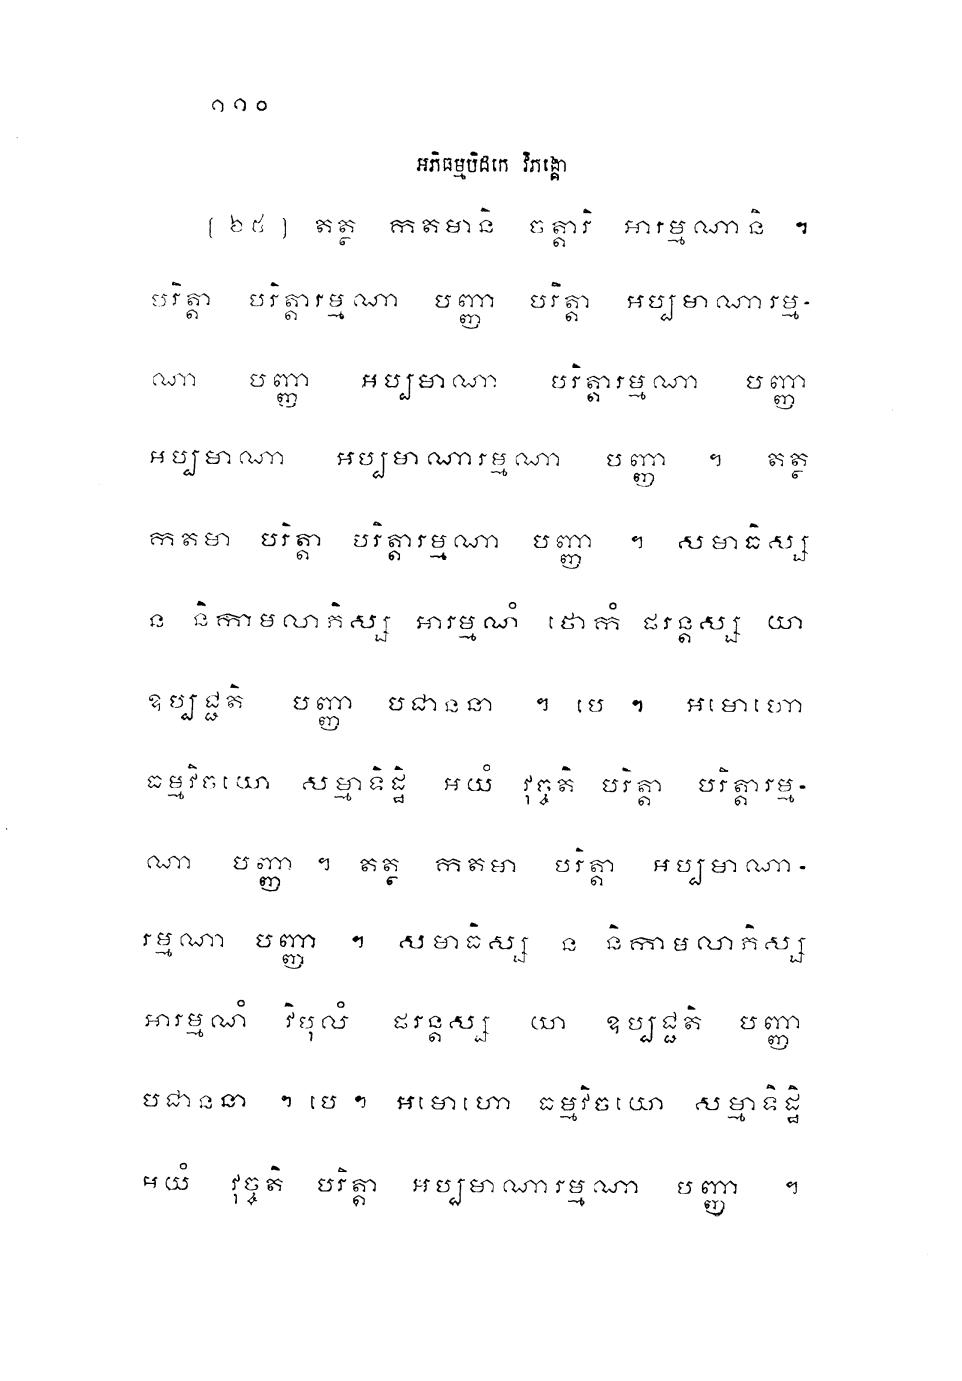 ១១០
អភិធម្មបិដកេ វិភង្គោ
[ ៦៥ ] តត្ថ កតមានិ ចត្តារិ អារម្មណានិ ។
បរិត្តា បរិត្តារម្មណា បញ្ញា បរិត្តា អប្បមាណារម្ម-
ណា បញ្ញា អប្បមាណា បរិត្តារម្មណា បញ្ញា
អប្បមាណា អប្បមាណារម្មណា បញ្ញា ។ តត្ថ
កតមា បរិត្តា បរិត្តារម្មណា បញ្ញា ។ សមាធិស្ស
ន និកាមលាភិស្ស អារម្មណំ ថោកំ ផរន្តស្ស យា
ឧប្បជ្ជតិ បញ្ញា បជាននា ។ បេ ។ អមោហោ
ធម្មវិចយោ សម្មាទិដ្ឋិ អយំ វុច្ចតិ បរិត្តា បរិត្តារម្ម-
ណា បញ្ញា ។ តត្ថ កតមា បរិត្តា អប្បមាណា-
រម្មណា បញ្ញា ។ សមាធិស្ស ន និកាមលាភិស្ស
អារម្មណំ វិបុលំ ផរន្តស្ស យា ឧប្បជ្ជតិ បញ្ញា
បជាននា ។ បេ ។ អមោហោ ធម្មវិចយោ សម្មាទិដ្ឋិ
អយំ វុច្ចតិ បរិត្តា អប្បមាណារម្មណា បញ្ញា ។